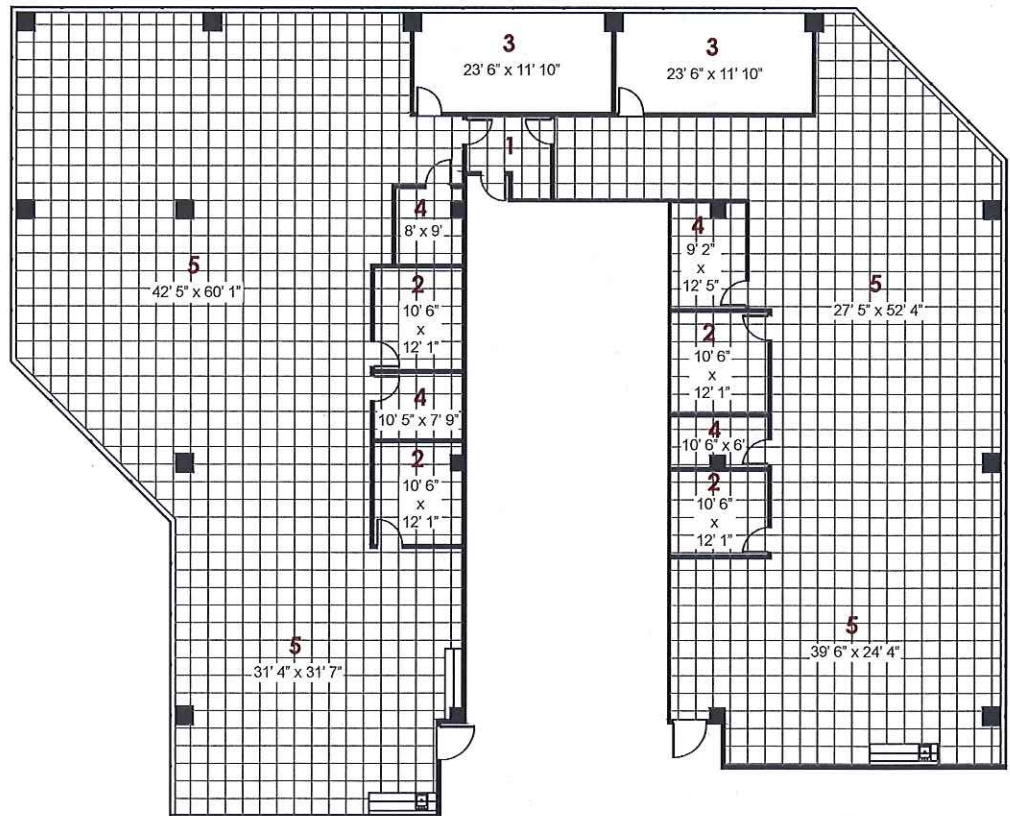 3
23' 6" x 11' 10"
3
23' 6" x 11' 10"
1
4
8' x 9'
4
9' 2"
x
12' 5"
5
42' 5" x 60' 1"
2
10' 6"
x
12' 1"
5
27' 5" x 52' 4"
2
10' 6"
x
12' 1"
4
10' 5" x 7' 9"
4
10' 6" x 6'
2
10' 6"
x
12' 1"
2
10' 6"
x
12' 1"
5
31' 4" x 31' 7"
5
39' 6" x 24' 4"